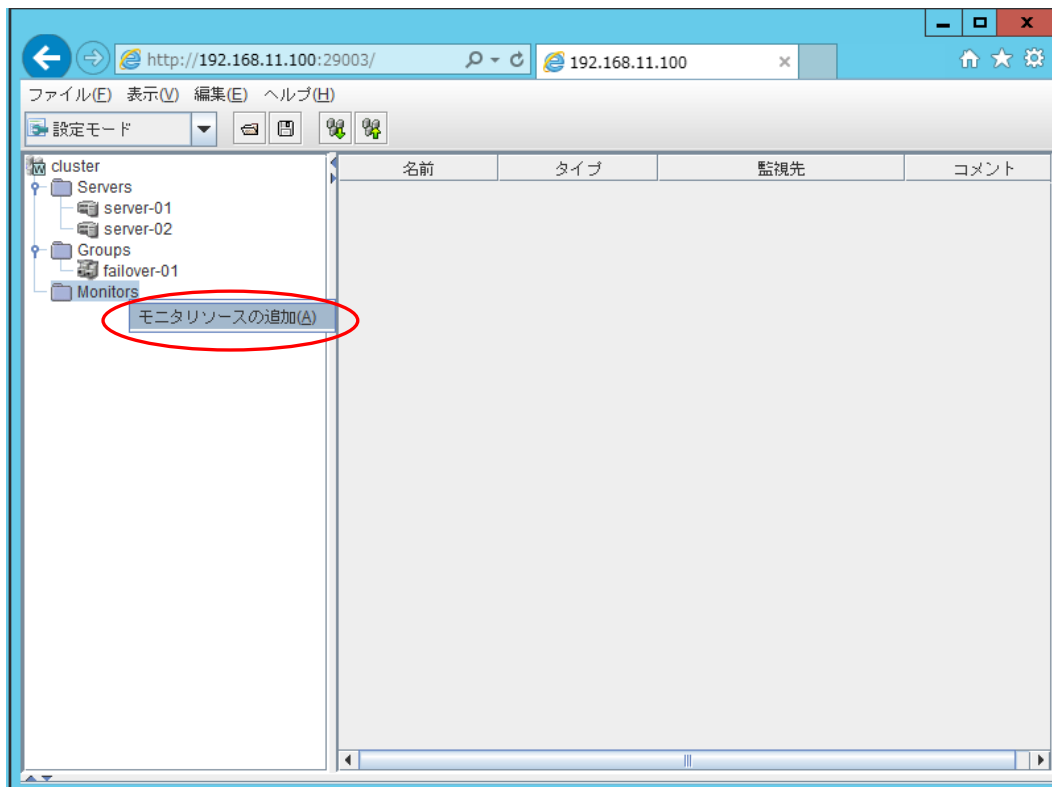 http://192.168.11.100:29003/
192.168.11.100
ファイル(F) 表示(V) 編集(E) ヘルプ(H)
設定モード
cluster
Servers
server-01
server-02
Groups
failover-01
Monitors
モニタリソースの追加(A)
名前 タイプ 監視先 コメント